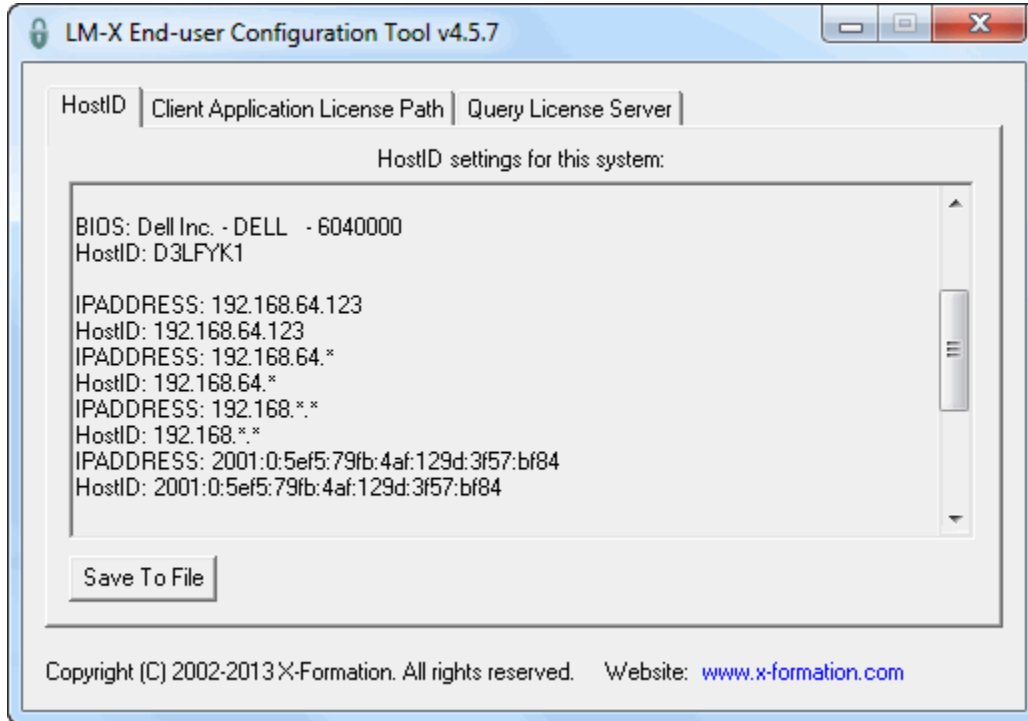 LM-X End-user Configuration Tool v4.5.7
HostID Client Application License Path Query License Server
HostID settings for this system:
BIOS: Dell Inc. - DELL   - 6040000
HostID: D3LFYK1
IPADDRESS: 192.168.64.123
HostID: 192.168.64.123
IPADDRESS: 192.168.64.*
HostID: 192.168.64.*
IPADDRESS: 192.168.*.*
HostID: 192.168.*.*
IPADDRESS: 2001:0:5ef5:79fb:4af:129d:3f57:bf84
HostID: 2001:0:5ef5:79fb:4af:129d:3f57:bf84
Save To File
Copyright (C) 2002-2013 X-Formation. All rights reserved. Website: www.x-formation.com